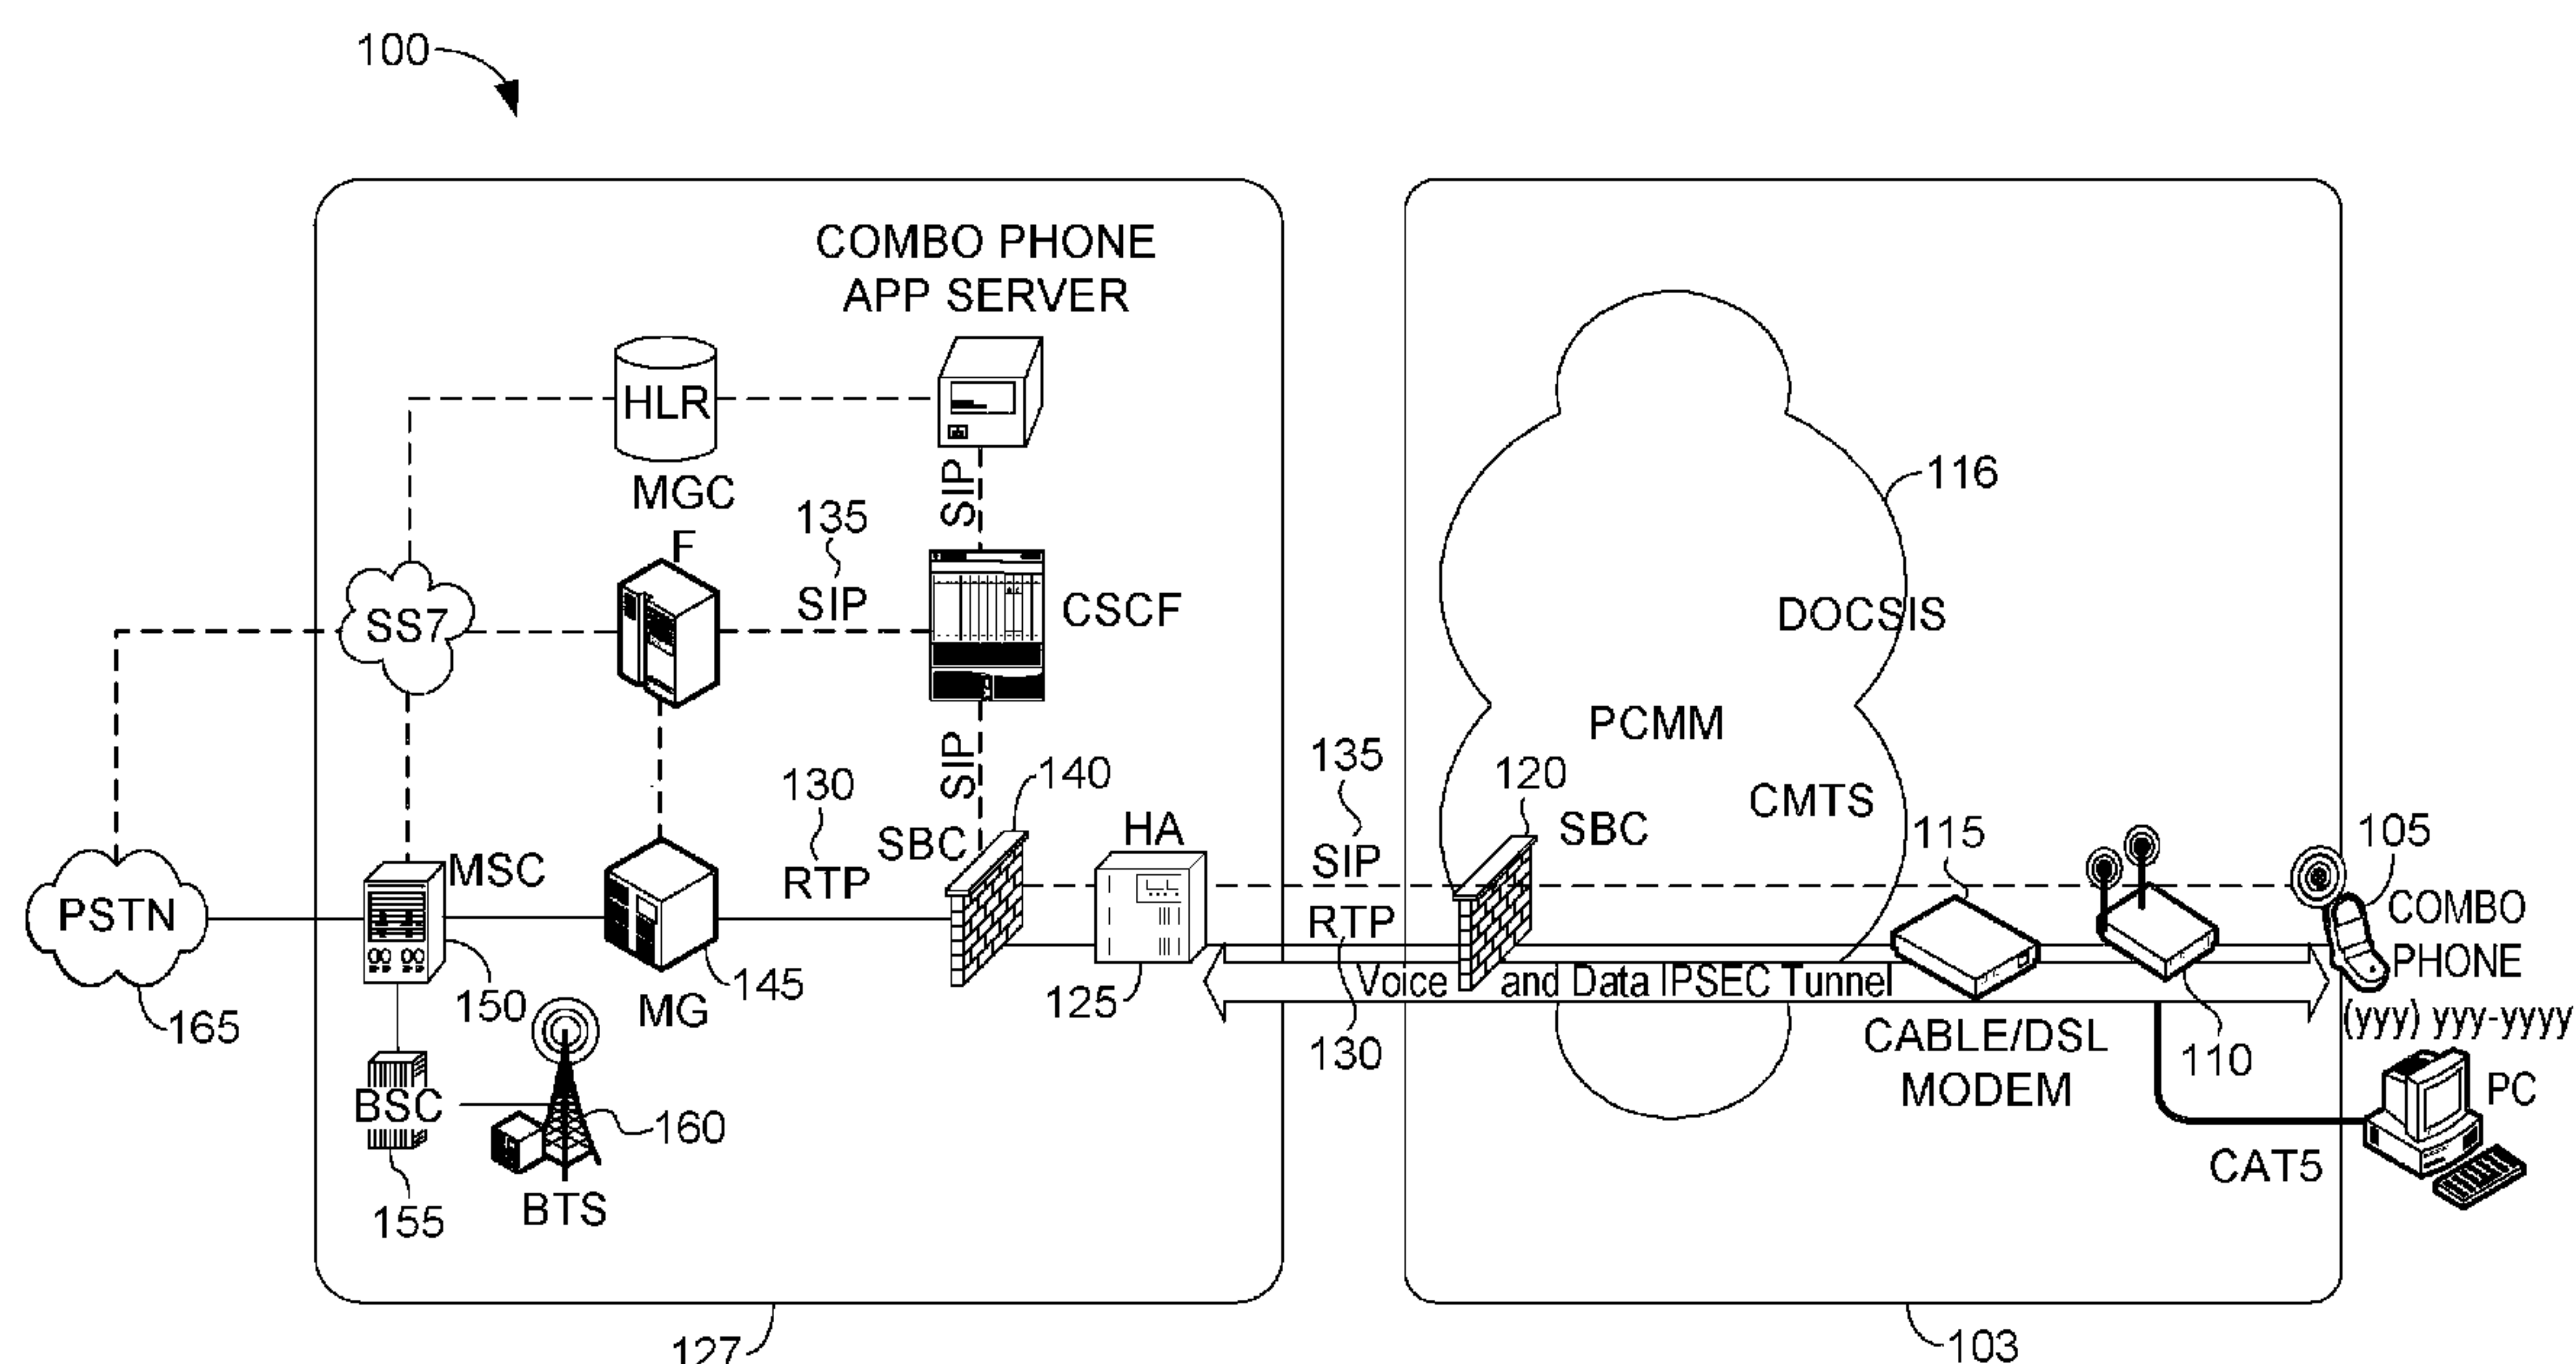 100
COMBO PHONE
APP SERVER
HLR
MGC
F
135
SIP
SIP
CSCF
SS7
SIP
130
RTP
SBC
140
HA
MSC
PSTN
165
150
MG
145
125
BSC
155
160
BTS
127
135
SIP
RTP
130
116
DOCSIS
PCMM
CMTS
120
SBC
115
Voice and Data IPSEC Tunnel
CABLE/DSL
MODEM
110
105
COMBO
PHONE
(yyy) yyy-yyyy
PC
CAT5
103